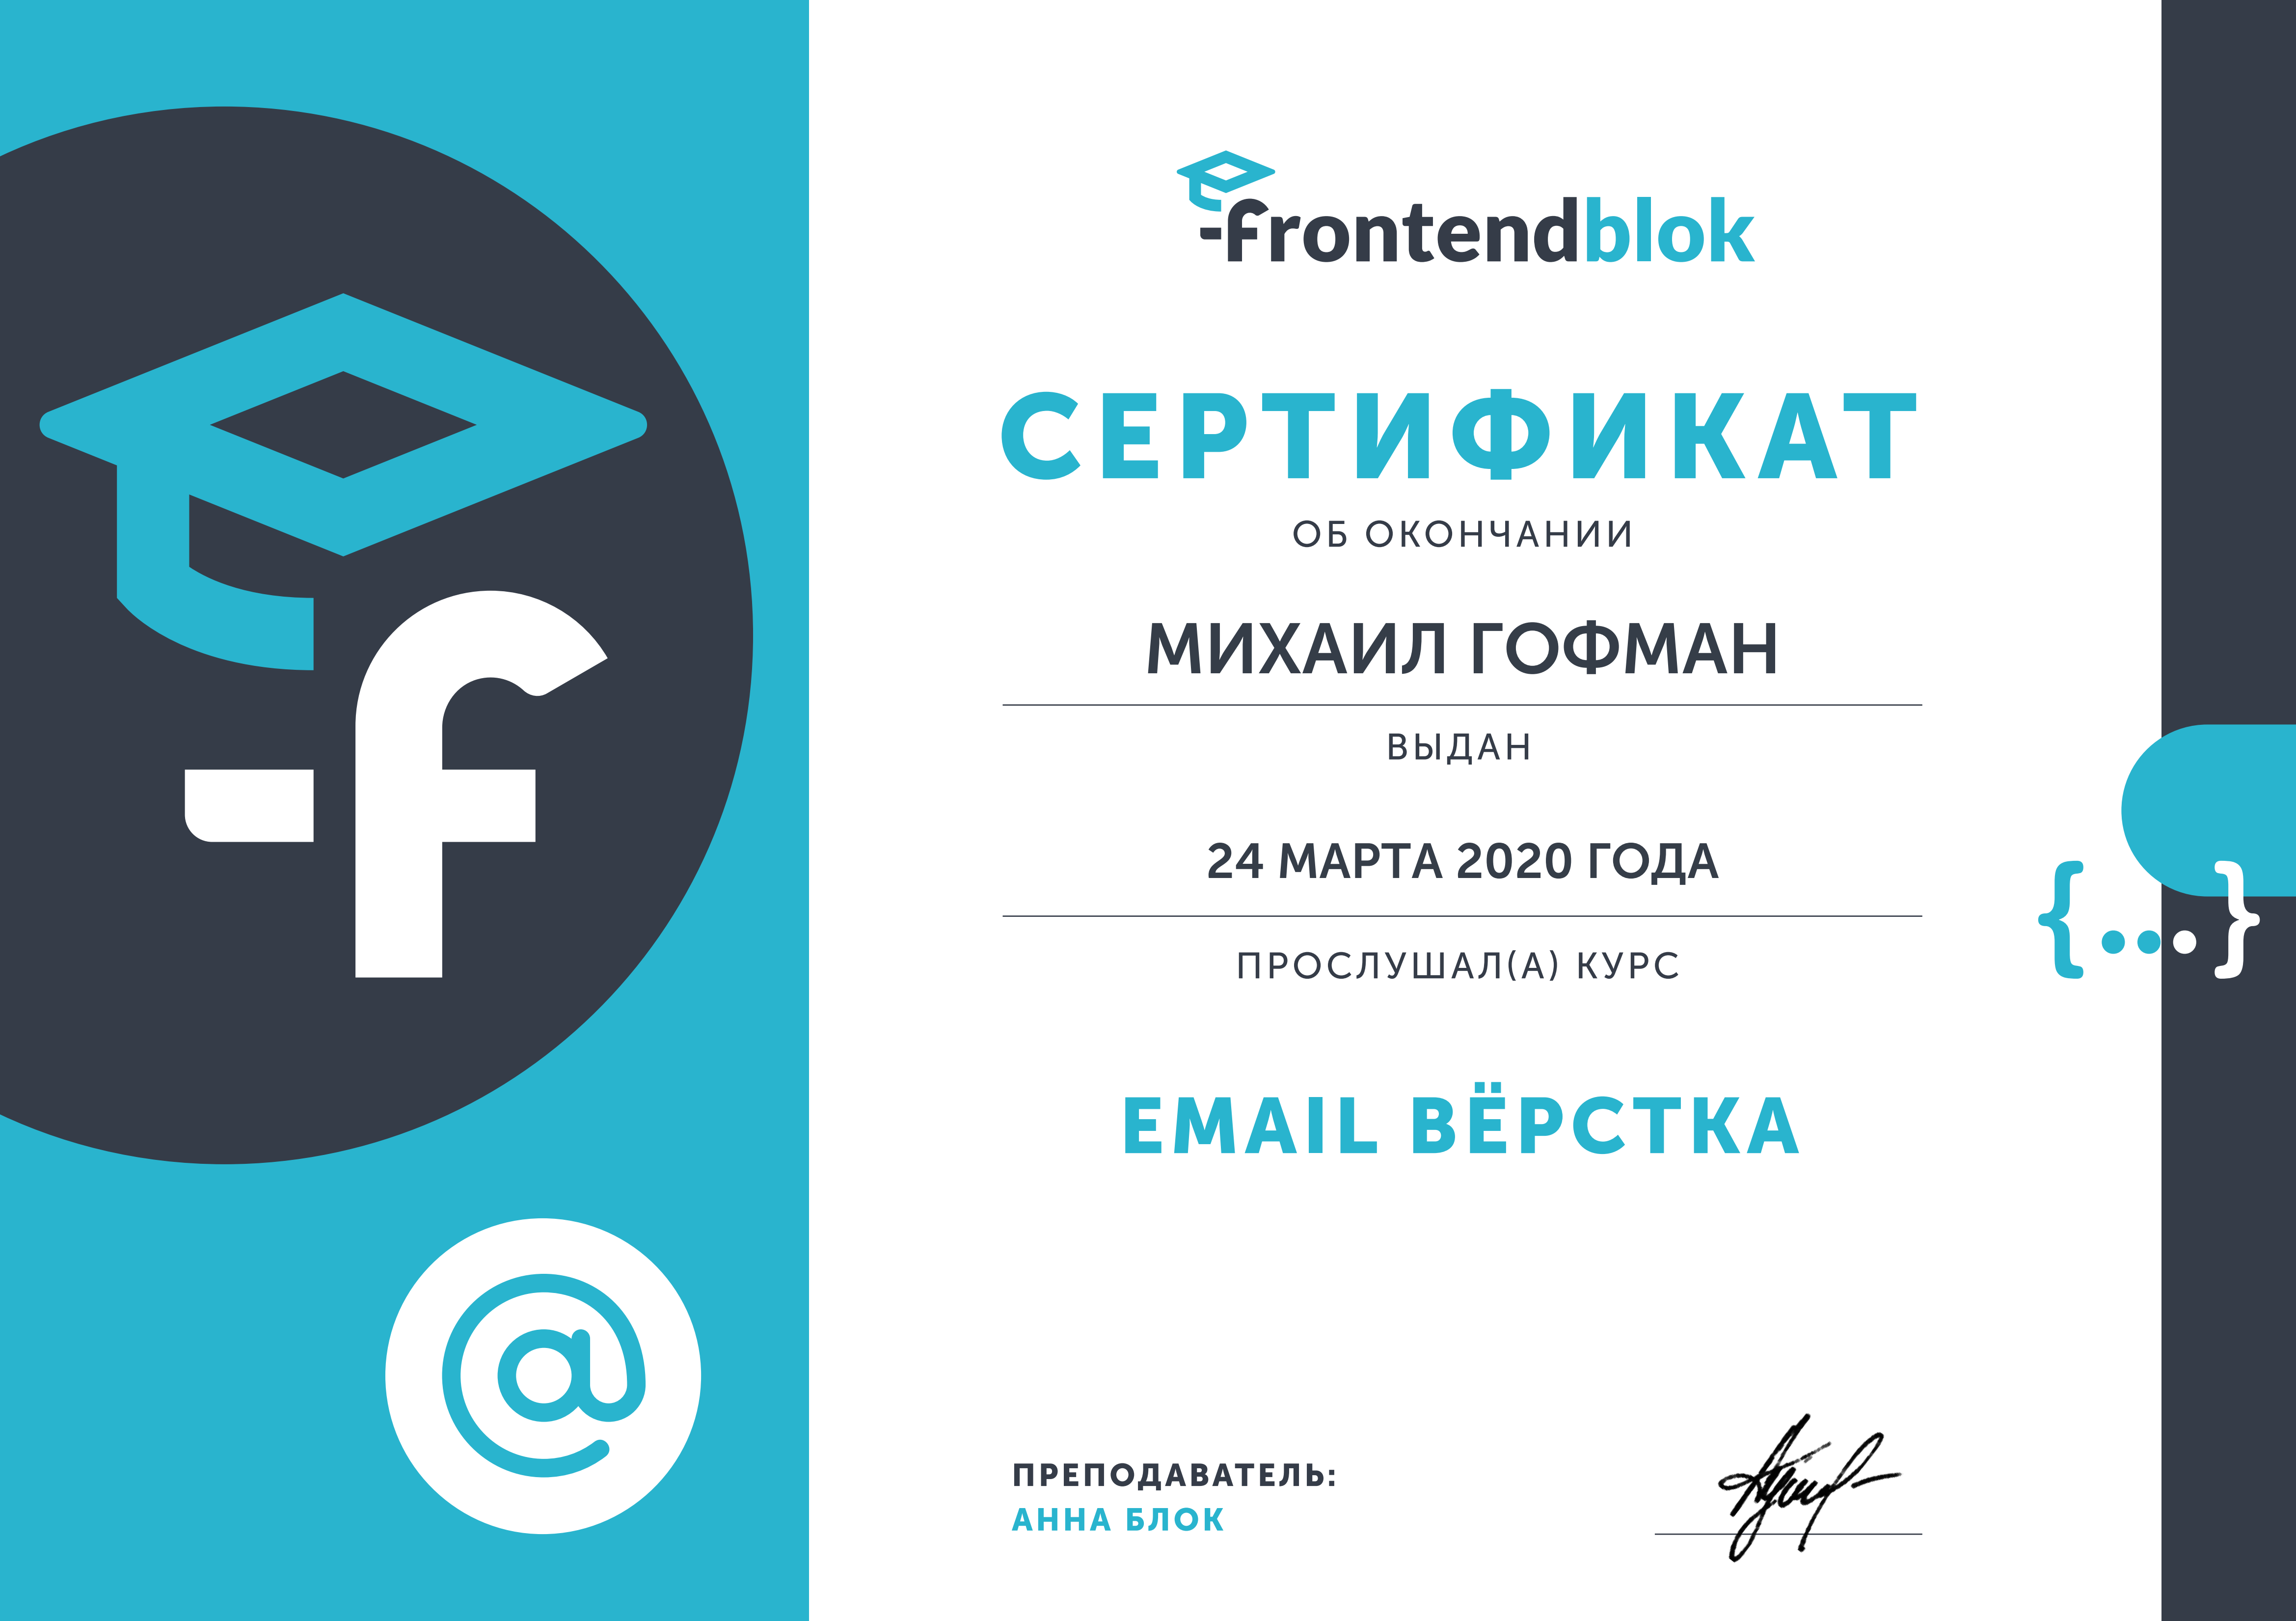 frontendblok
СЕРТИФИКАТ
ОБ ОКОНЧАНИИ
МИХАИЛ ГОФМАН
ВЫДАН
24 МАРТА 2020 ГОДА
ПРОСЛУШАЛ(А) КУРС
{...}
EMAIL ВЁРСТКА
@
ПРЕПОДАВАТЕЛЬ:
АННА БЛОК